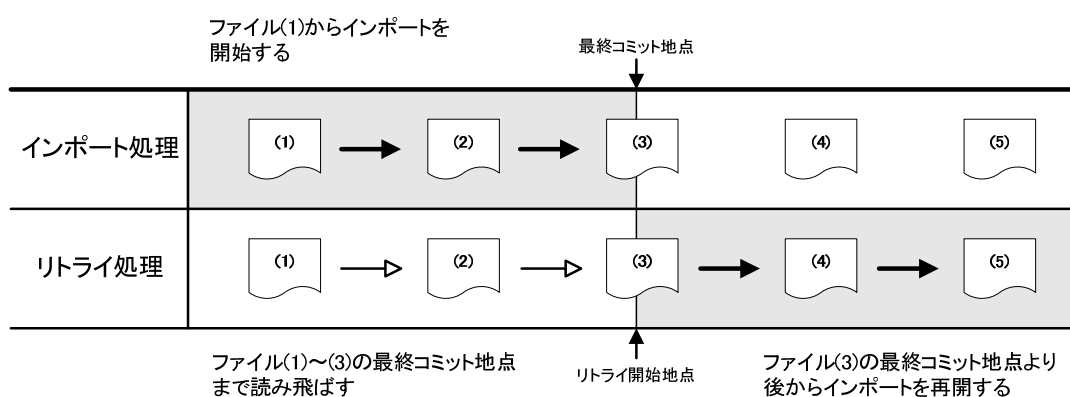 ファイル(1)からインポートを
開始する
最終コミット地点
インポート処理
(1)
(2)
(3)
(4)
(5)
リトライ処理
(1)
(2)
(3)
(4)
(5)
ファイル(1)～(3)の最終コミット地点
まで読み飛ばす
リトライ開始地点
ファイル(3)の最終コミット地点より
後からインポートを再開する